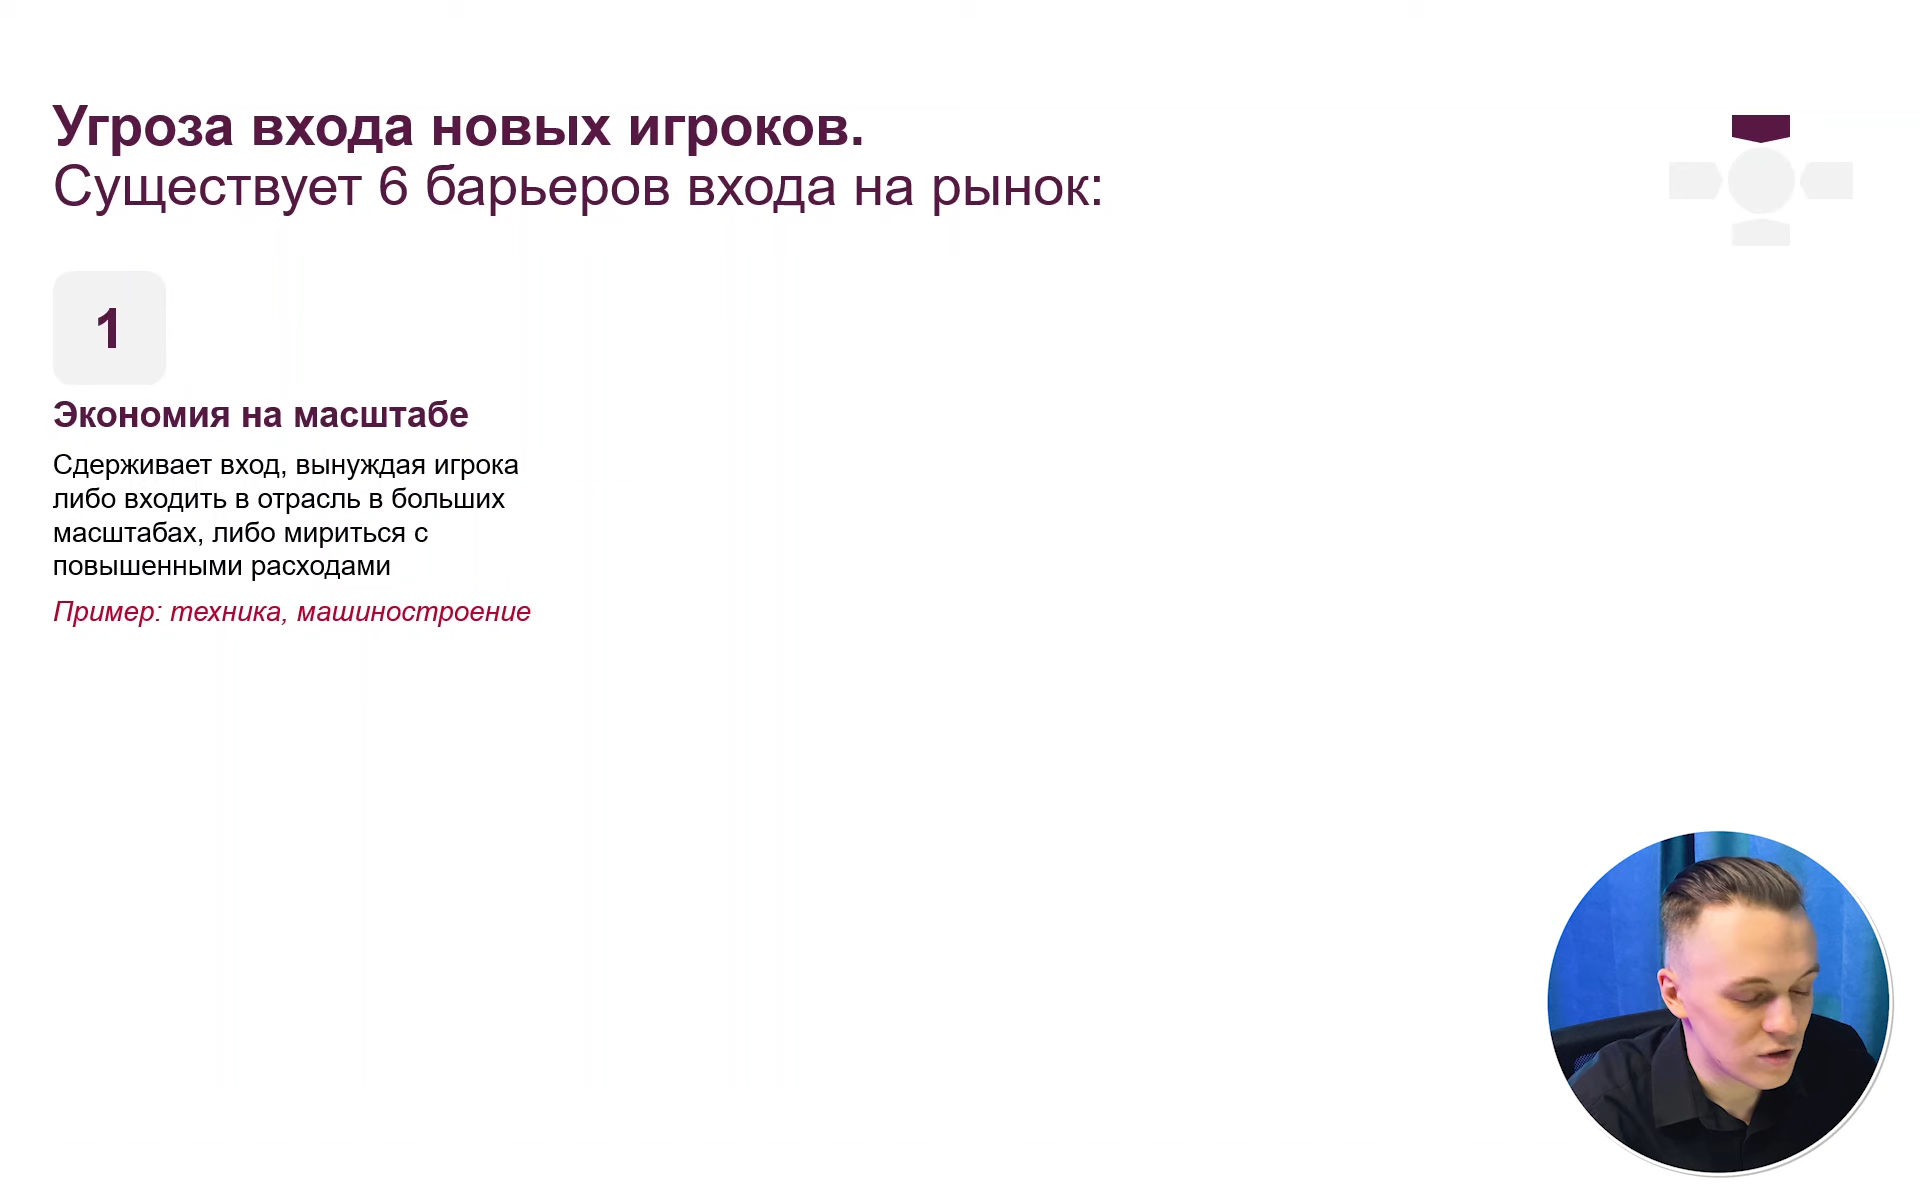 Угроза входа новых игроков.
Существует 6 барьеров входа на рынок:
1
Экономия на масштабе
Сдерживает вход, вынуждая игрока
либо входить в отрасль в больших
масштабах, либо мириться с
повышенными расходами
Пример: техника, машиностроение